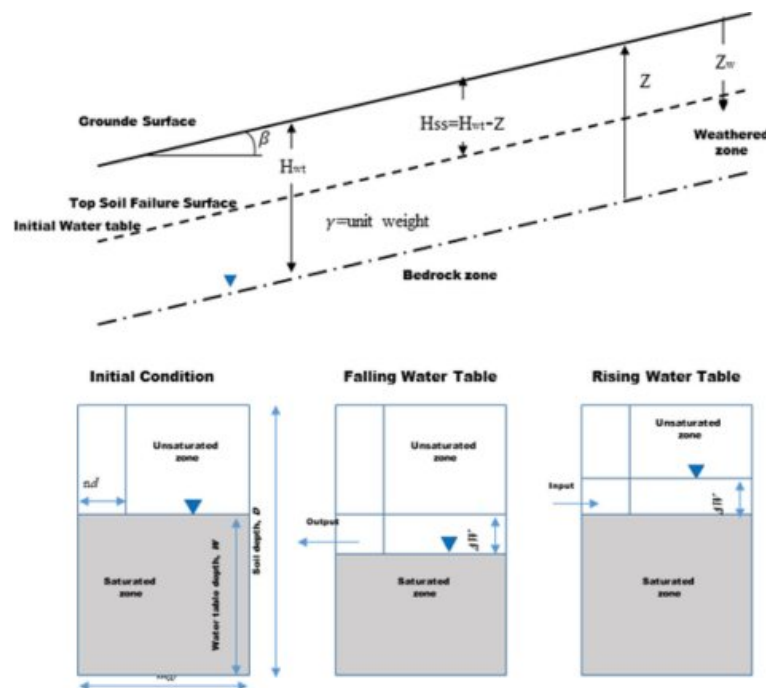 Grounde Surface
β
Hwt
Hss=Hwt-Z
Z
Zw
Weathered
zone
Top Soil Failure Surface
Initial Water table
γ=unit weight
Bedrock zone
Initial Condition
Falling Water Table
Rising Water Table
Unsaturated
zone
Unsaturated
zone
Unsaturated
zone
Soil depth, D
Input
Output
Saturated
zone
Water table depth, W
Saturated
zone
Saturated
zone